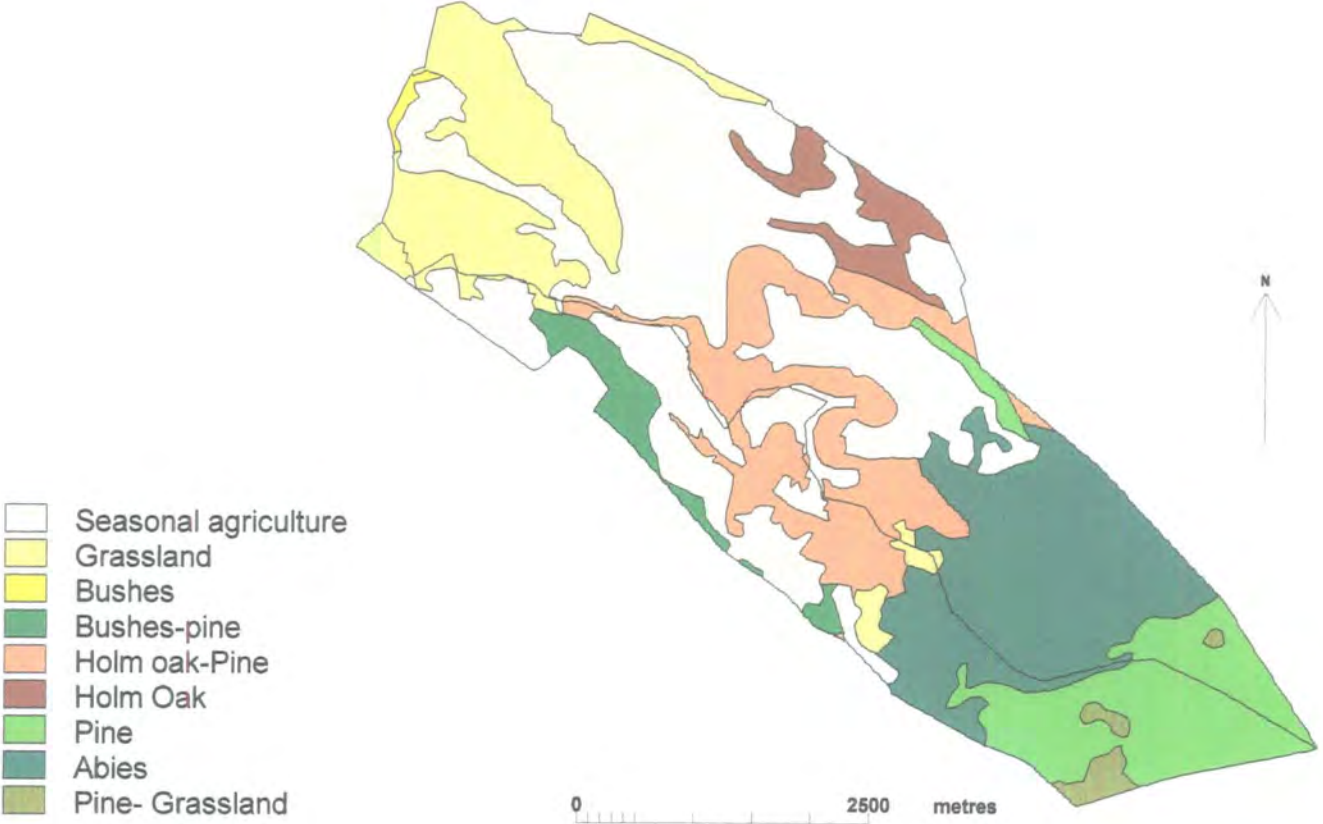 N
Seasonal agriculture
Grassland
Bushes
Bushes-pine
Holm oak-Pine
Holm Oak
Pine
Abies
Pine- Grassland
0 2500 metres